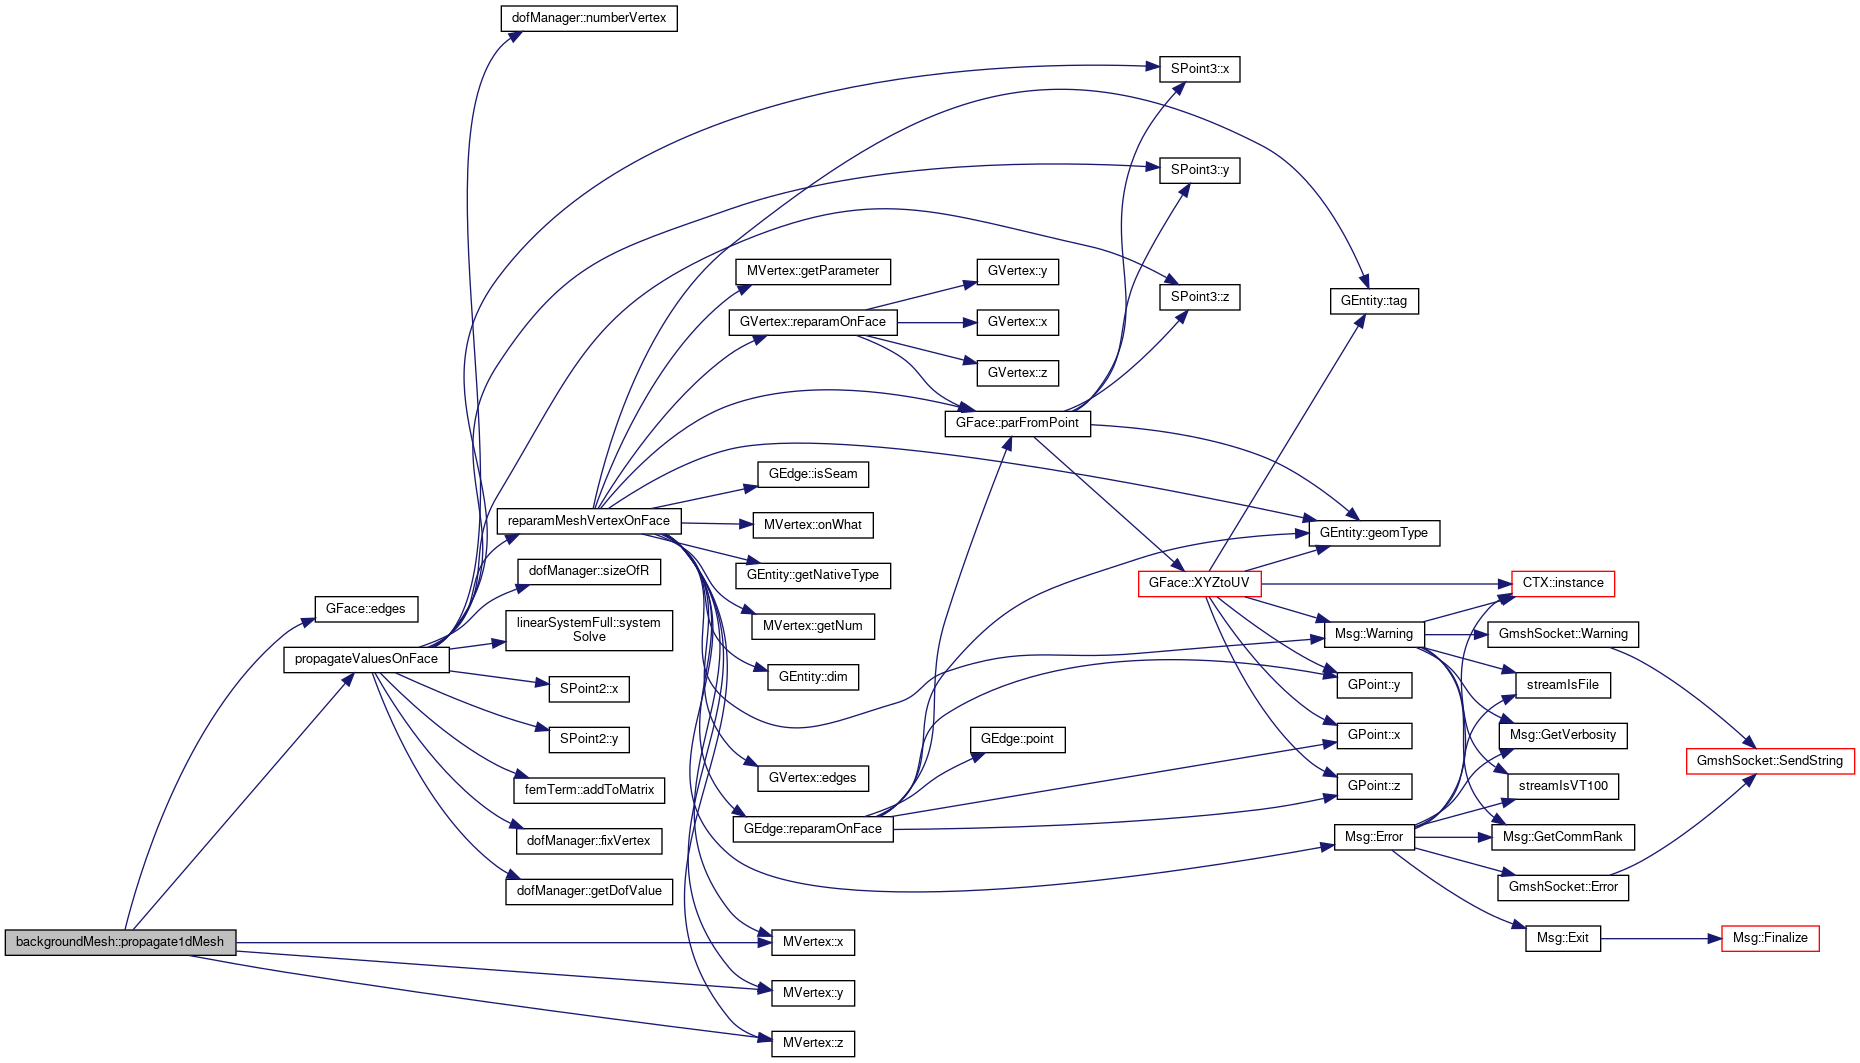 dofManager::numberVertex
SPoint3::x
SPoint3::y
MVertex::getParameter
GVertex::y
SPoint3::z
GEntity::tag
GVertex::reparamOnFace
GVertex::x
GVertex::z
GFace::parFromPoint
GEdge::isSeam
reparamMeshVertexOnFace
MVertex::onWhat
GEntity::geomType
dofManager::sizeOfR
GEntity::getNativeType
GFace::XYZtoUV
CTX::instance
GFace::edges
linearSystemFull::system
Solve
MVertex::getNum
Msg::Warning
GmshSocket::Warning
propagateValuesOnFace
SPoint2::x
GEntity::dim
GPoint::y
streamIsFile
SPoint2::y
GEdge::point
GPoint::x
Msg::GetVerbosity
GmshSocket::SendString
femTerm::addToMatrix
GVertex::edges
GPoint::z
streamIsVT100
dofManager::fixVertex
GEdge::reparamOnFace
Msg::Error
Msg::GetCommRank
dofManager::getDofValue
GmshSocket::Error
backgroundMesh::propagate1dMesh
MVertex::x
Msg::Exit
Msg::Finalize
MVertex::y
MVertex::z